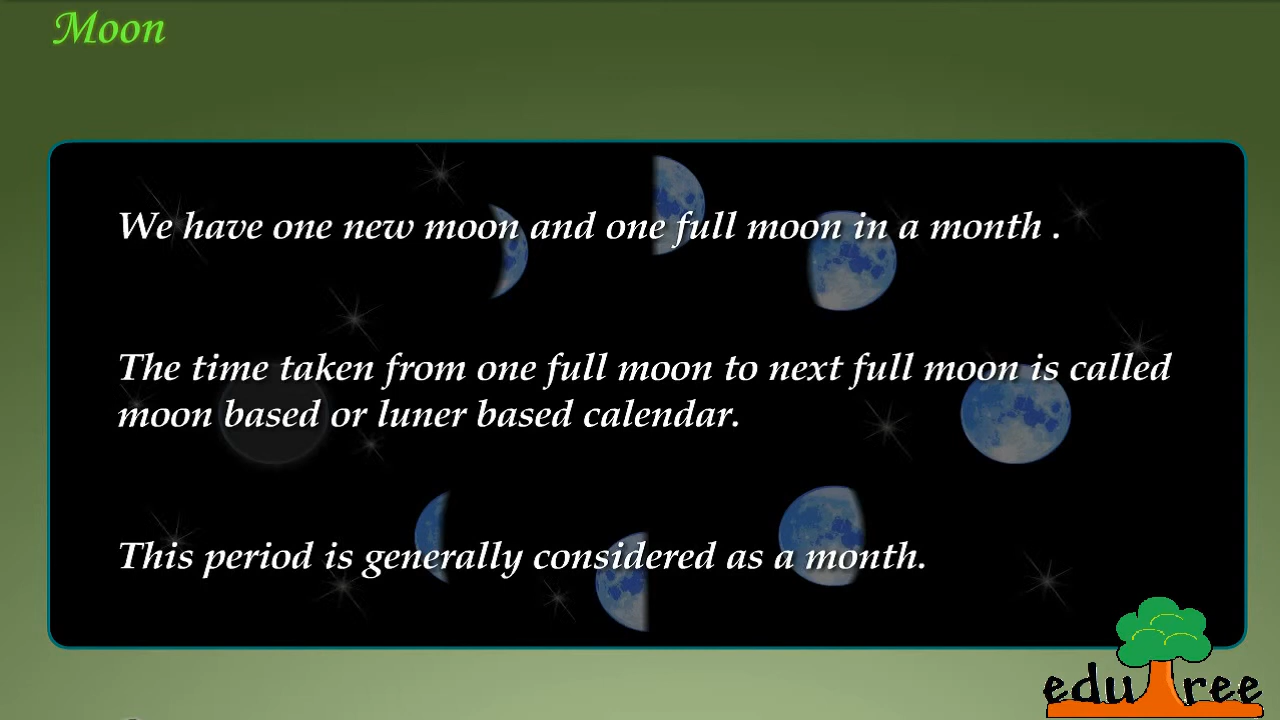 Moon
We have one new moon and one full moon in a month .
The time taken from one full moon to next full moon is called
moon based or luner based calendar.
This period is generally considered as a month.
edu Tree